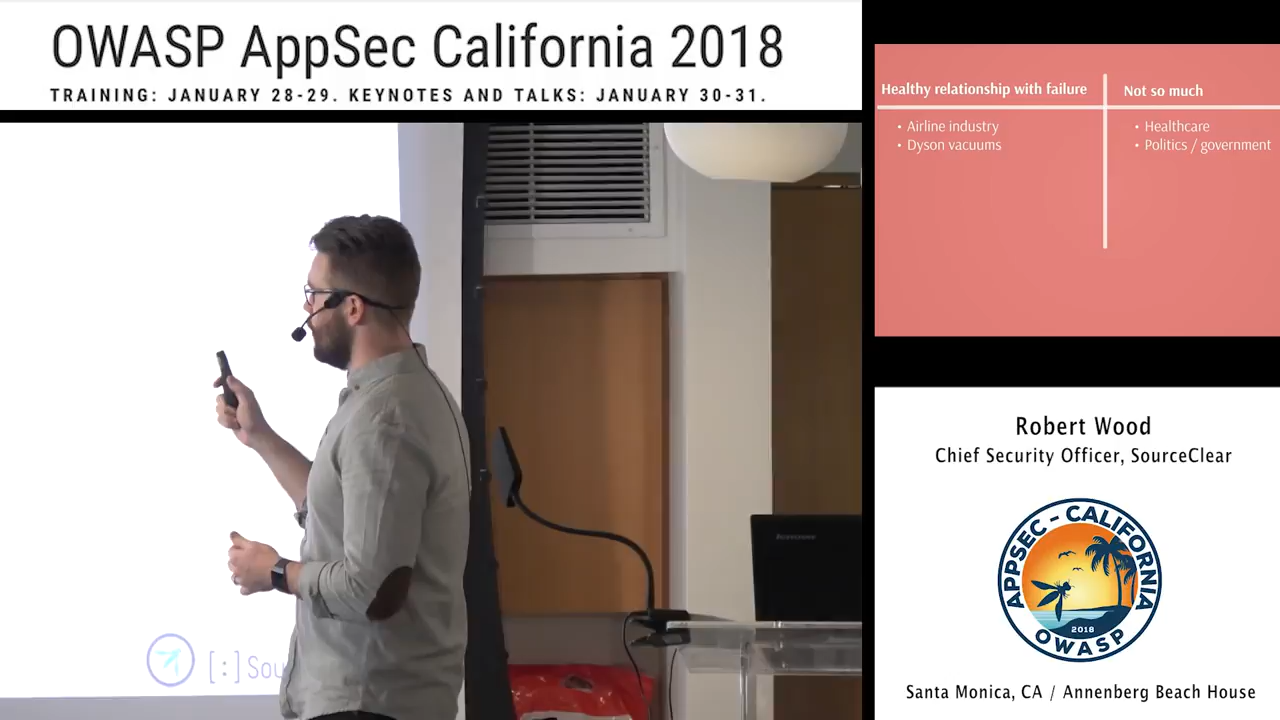 OWASP AppSec California 2018
TRAINING: JANUARY 28-29. KEYNOTES AND TALKS: JANUARY 30-31.
Healthy relationship with failure
• Airline industry
• Dyson vacuums
Not so much
• Healthcare
• Politics / government
[:] Sou
lenovo
Robert Wood
Chief Security Officer, SourceClear
APPSEC - CALIFORNIA
2018
OWASP
Santa Monica, CA / Annenberg Beach House